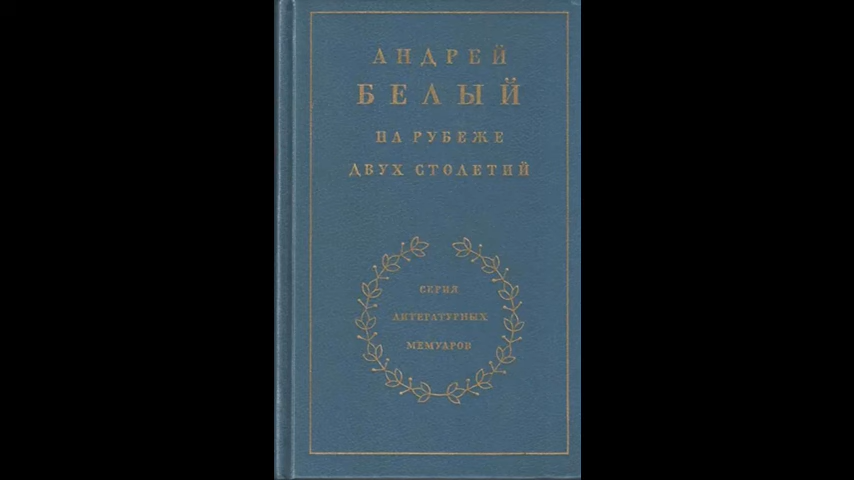 АНДРЕЙ
БЕЛЫЙ
НА РУБЕЖЕ
ДВУХ СТОЛЕТИЙ
СЕРИЯ
ЛИТЕРАТУРНЫХ
МЕМУАРОВ